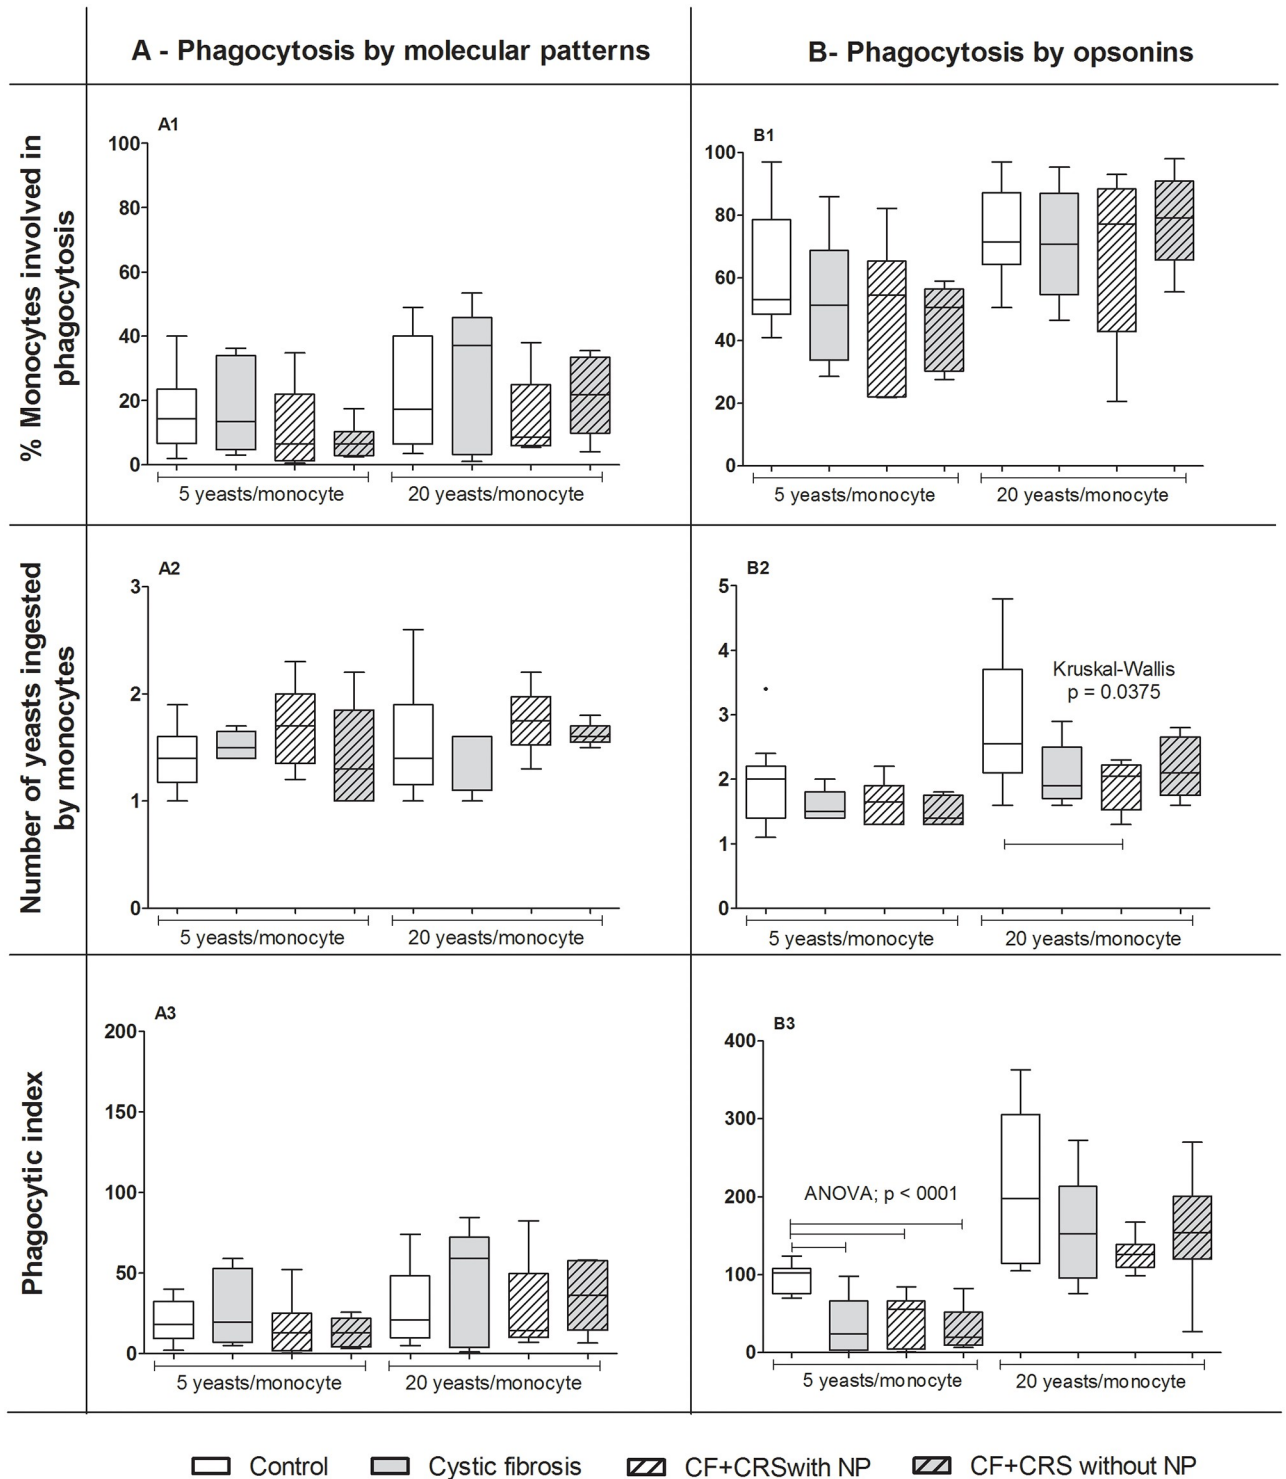 A - Phagocytosis by molecular patterns
B- Phagocytosis by opsonins
% Monocytes involved in
phagocytosis
A1
100
80
60
40
20
0
5 yeasts/monocyte
20 yeasts/monocyte
B1
100
80
60
40
20
0
5 yeasts/monocyte
20 yeasts/monocyte
Number of yeasts ingested
by monocytes
A2
3
2
1
0
5 yeasts/monocyte
20 yeasts/monocyte
B2
5
4
3
2
1
0
Kruskal-Wallis
p = 0.0375
5 yeasts/monocyte
20 yeasts/monocyte
Phagocytic index
A3
200
150
100
50
0
5 yeasts/monocyte
20 yeasts/monocyte
B3
400
300
200
100
0
ANOVA; p < 0001
5 yeasts/monocyte
20 yeasts/monocyte
Control
Cystic fibrosis
CF+CRSwith NP
CF+CRS without NP